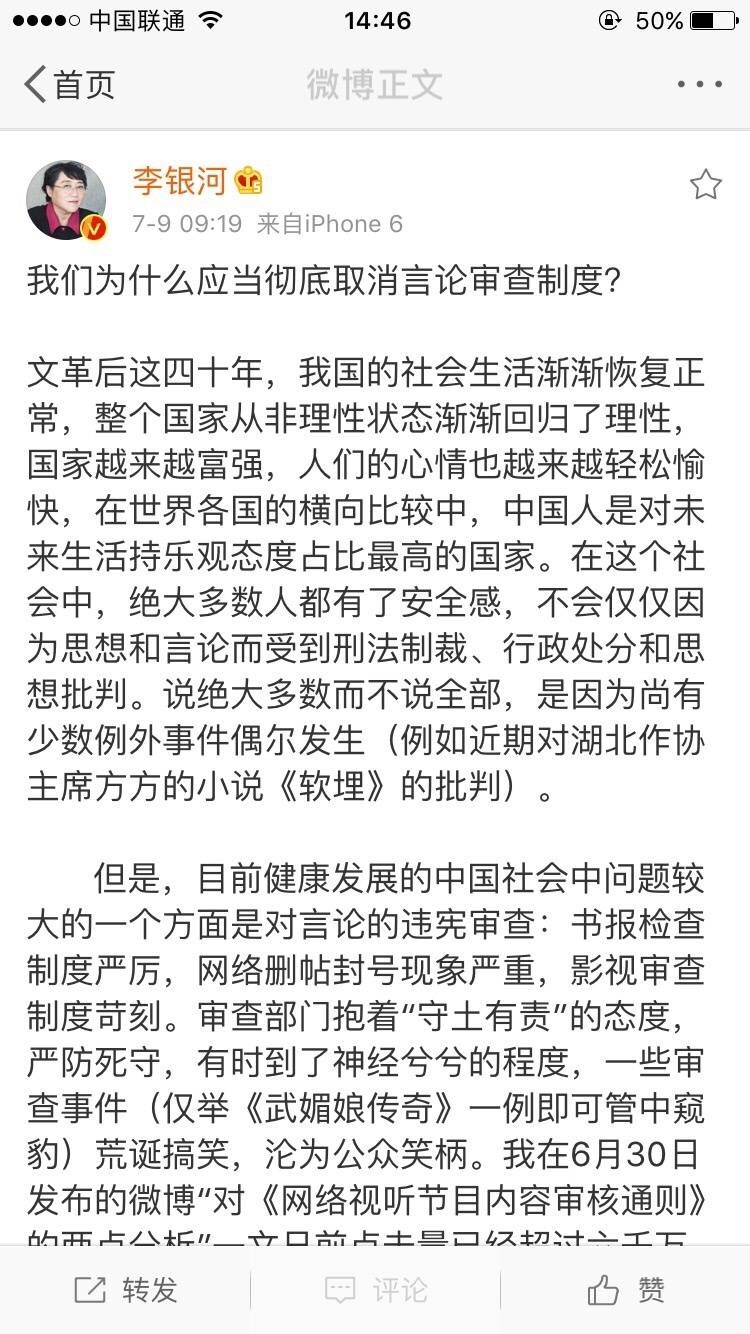 中国联通 14:46 50%
首页 微博正文
李银河
7-9 09:19 来自iPhone 6
我们为什么应当彻底取消言论审查制度?
文革后这四十年，我国的社会生活渐渐恢复正
常，整个国家从非理性状态渐渐回归了理性，
国家越来越富强，人们的心情也越来越轻松愉
快，在世界各国的横向比较中，中国人是对未
来生活持乐观态度占比最高的国家。在这个社
会中，绝大多数人都有了安全感，不会仅仅因
为思想和言论而受到刑法制裁、行政处分和思
想批判。说绝大多数而不说全部，是因为尚有
少数例外事件偶尔发生（例如近期对湖北作协
主席方方的小说《软埋》的批判）。
但是，目前健康发展的中国社会中问题较
大的一个方面是对言论的违宪审查：书报检查
制度严厉，网络删帖封号现象严重，影视审查
制度苛刻。审查部门抱着“守土有责”的态度，
严防死守，有时到了神经兮兮的程度，一些审
查事件（仅举《武媚娘传奇》一例即可管中窥
豹）荒诞搞笑，沦为公众笑柄。我在6月30日
发布的微博“对《网络视听节目内容审核通则》
的两点分析”一文目前点击量已经超过六千万
转发 评论 赞